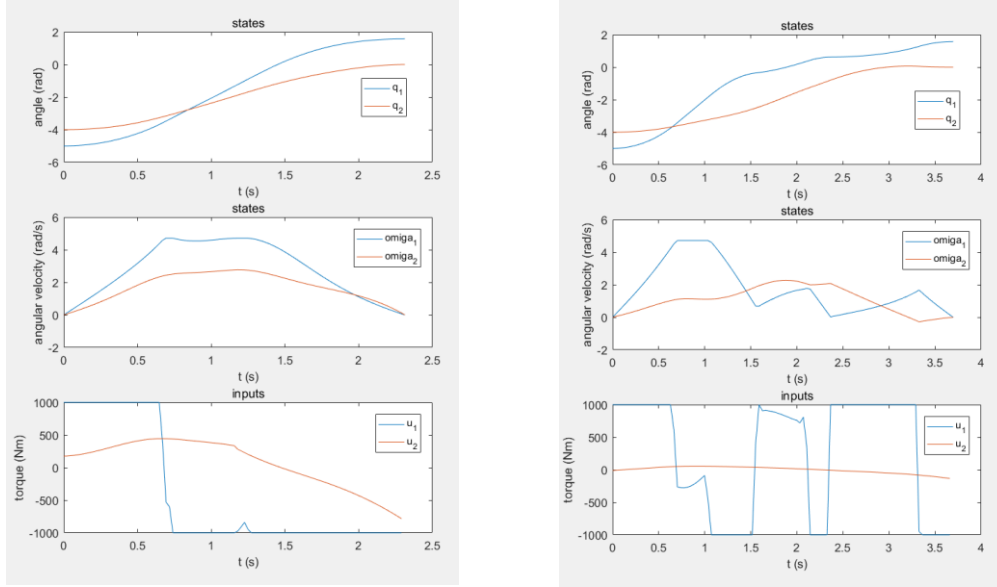 states
angle (rad)
2
0
-2
-4
-6
q1
q2
0 0.5 1 1.5 2 2.5
t (s)
states
angular velocity (rad/s)
6
4
2
0
-2
omiga1
omiga2
0 0.5 1 1.5 2 2.5
t (s)
inputs
torque (Nm)
1000
500
0
-500
-1000
u1
u2
0 0.5 1 1.5 2 2.5
t (s)
states
angle (rad)
2
0
-2
-4
-6
q1
q2
0 0.5 1 1.5 2 2.5 3 3.5 4
t (s)
states
angular velocity (rad/s)
6
4
2
0
-2
omiga1
omiga2
0 0.5 1 1.5 2 2.5 3 3.5 4
t (s)
inputs
torque (Nm)
1000
500
0
-500
-1000
u1
u2
0 0.5 1 1.5 2 2.5 3 3.5 4
t (s)